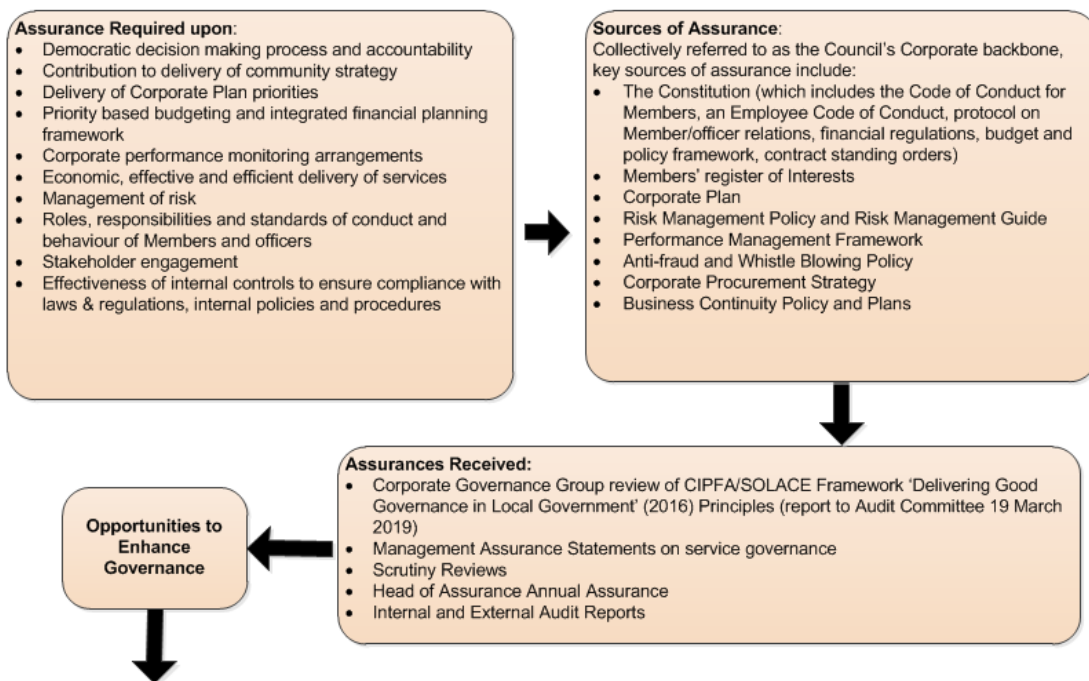 Assurance Required upon:
• Democratic decision making process and accountability
• Contribution to delivery of community strategy
• Delivery of Corporate Plan priorities
• Priority based budgeting and integrated financial planning
framework
• Corporate performance monitoring arrangements
• Economic, effective and efficient delivery of services
• Management of risk
• Roles, responsibilities and standards of conduct and
behaviour of Members and officers
• Stakeholder engagement
• Effectiveness of internal controls to ensure compliance with
laws & regulations, internal policies and procedures
Sources of Assurance:
Collectively referred to as the Council's Corporate backbone,
key sources of assurance include:
• The Constitution (which includes the Code of Conduct for
Members, an Employee Code of Conduct, protocol on
Member/officer relations, financial regulations, budget and
policy framework, contract standing orders)
• Members' register of Interests
• Corporate Plan
• Risk Management Policy and Risk Management Guide
• Performance Management Framework
• Anti-fraud and Whistle Blowing Policy
• Corporate Procurement Strategy
• Business Continuity Policy and Plans
Assurances Received:
• Corporate Governance Group review of CIPFA/SOLACE Framework 'Delivering Good
Governance in Local Government' (2016) Principles (report to Audit Committee 19 March
2019)
• Management Assurance Statements on service governance
• Scrutiny Reviews
• Head of Assurance Annual Assurance
• Internal and External Audit Reports
Opportunities to
Enhance
Governance